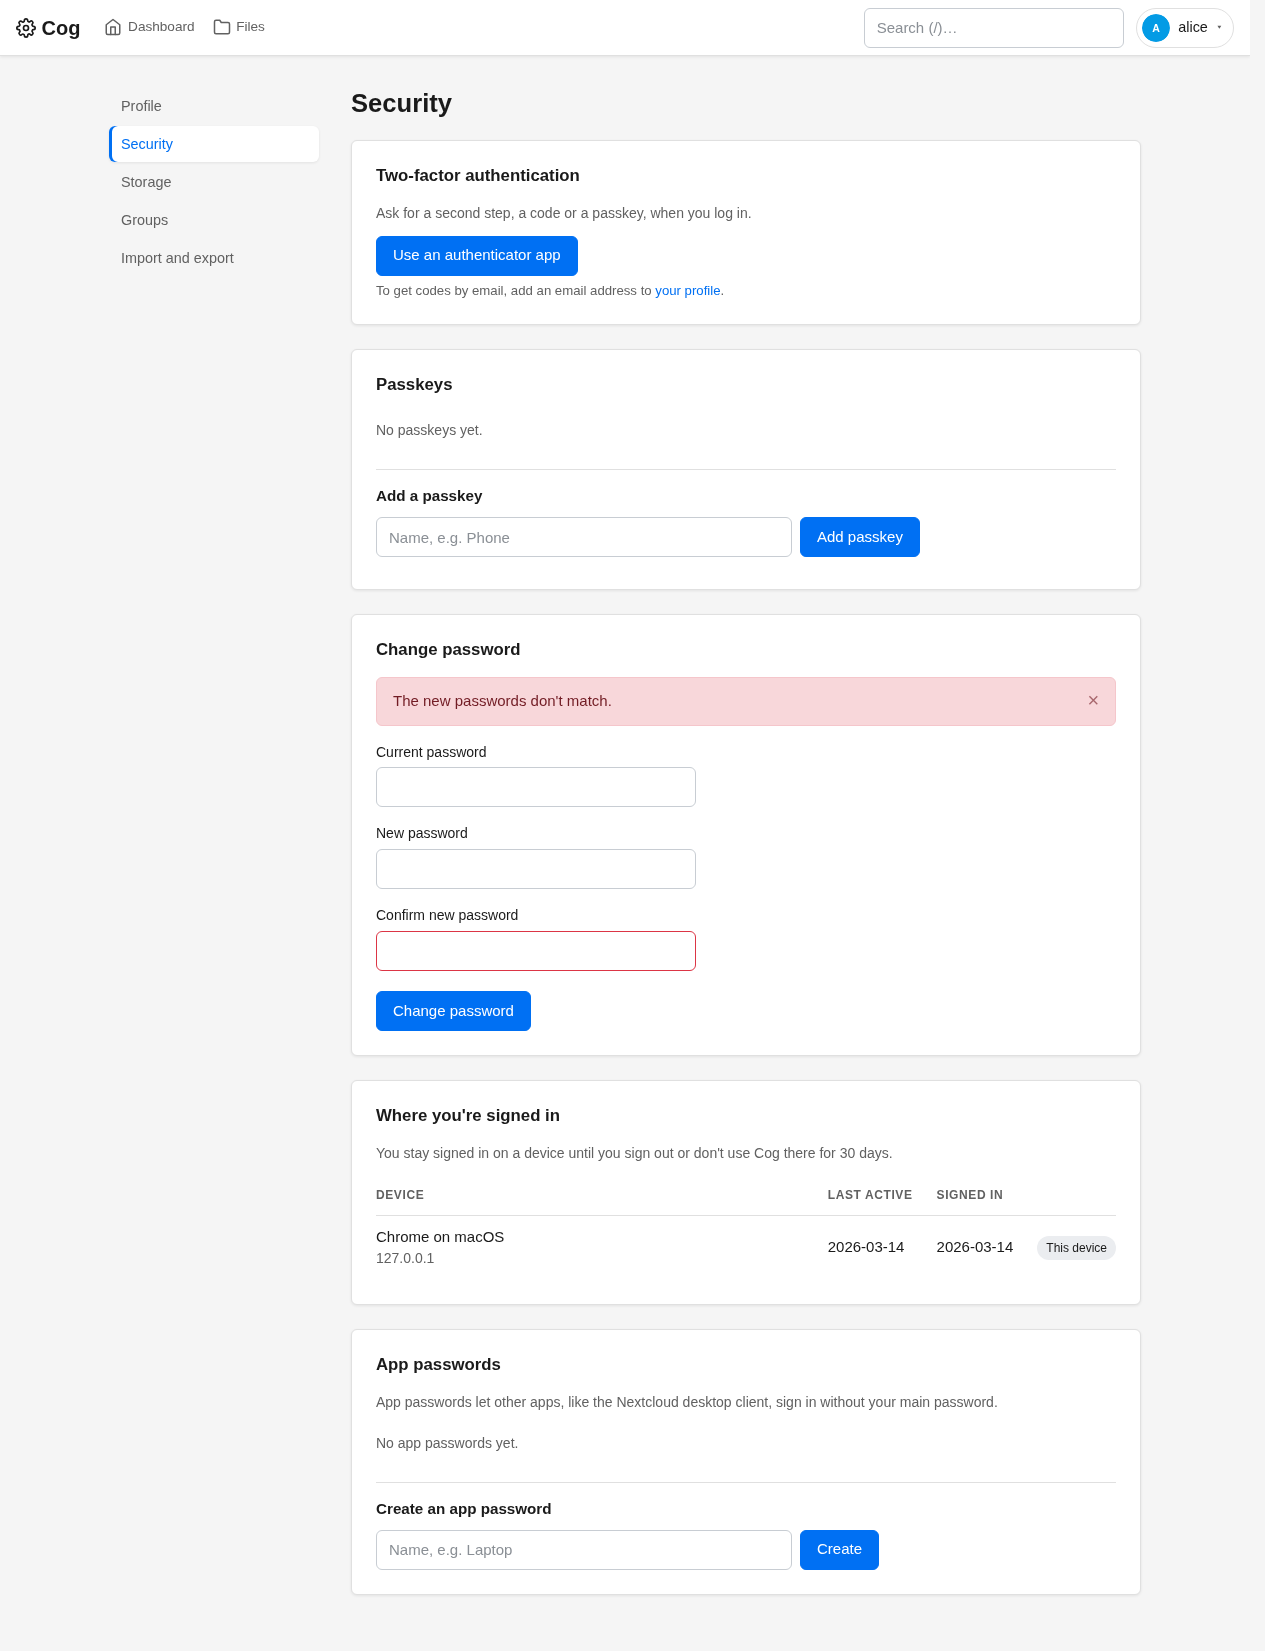 Cog
Dashboard
Files
Search (/)…
A
alice
Profile
Security
Storage
Groups
Import and export
Security
Two-factor authentication
Ask for a second step, a code or a passkey, when you log in.
Use an authenticator app
To get codes by email, add an email address to your profile.
Passkeys
No passkeys yet.
Add a passkey
Name, e.g. Phone
Add passkey
Change password
The new passwords don't match.
Current password
New password
Confirm new password
Change password
Where you're signed in
You stay signed in on a device until you sign out or don't use Cog there for 30 days.
DEVICE LAST ACTIVE SIGNED IN
Chrome on macOS
127.0.0.1
2026-03-14 2026-03-14 This device
App passwords
App passwords let other apps, like the Nextcloud desktop client, sign in without your main password.
No app passwords yet.
Create an app password
Name, e.g. Laptop
Create